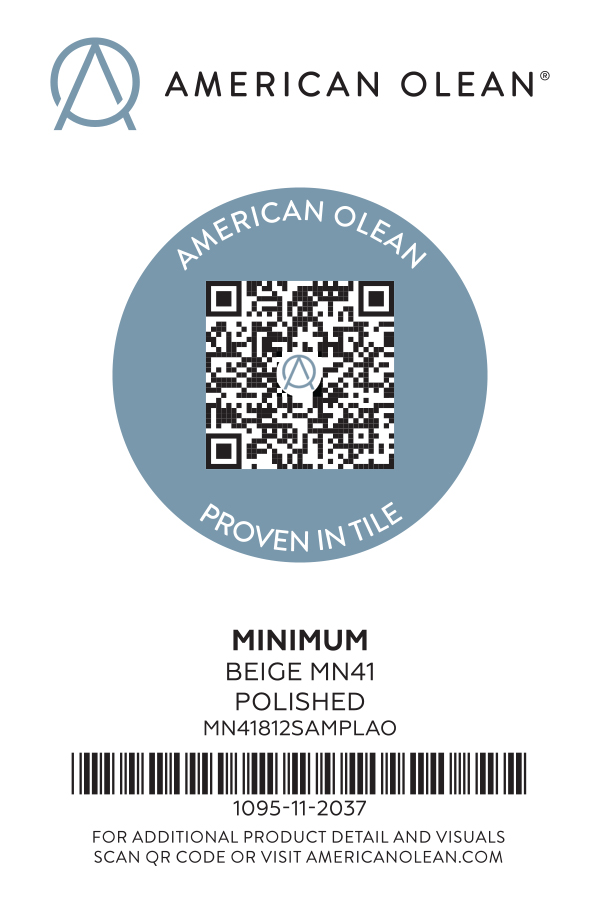 AMERICAN OLEAN®
AMERICAN OLEAN
PROVEN IN TILE
MINIMUM
BEIGE MN41
POLISHED
MN41812SAMPLAO
1095-11-2037
FOR ADDITIONAL PRODUCT DETAIL AND VISUALS
SCAN QR CODE OR VISIT AMERICANOLEAN.COM